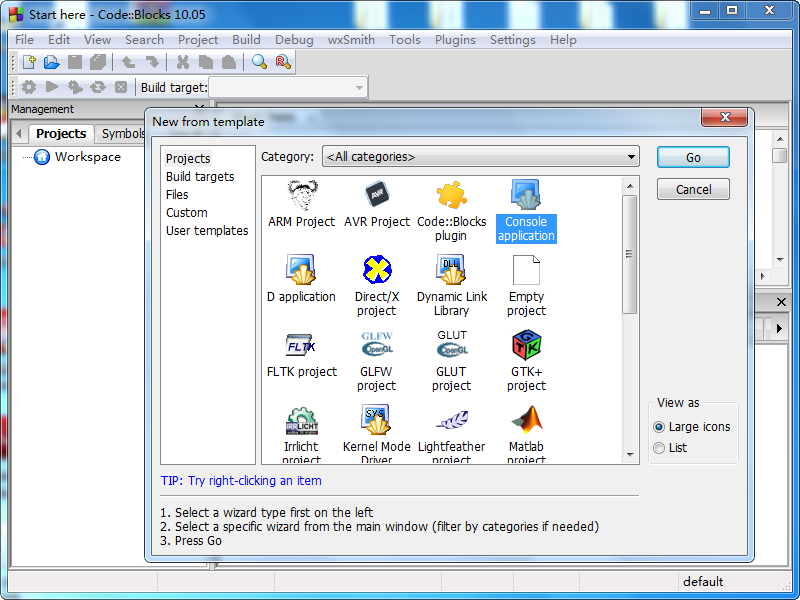 Start here - Code::Blocks 10.05
File Edit View Search Project Build Debug wxSmith Tools Plugins Settings Help
Build target:
Management
Projects Symbols
Workspace
New from template
Projects
Build targets
Files
Custom
User templates
Category: <All categories>
Go
Cancel
ARM Project AVR Project Code::Blocks plugin Console application
D application Direct/X project Dynamic Link Library Empty project
FLTK project GLFW project GLUT project GTK+ project
Irrlicht project Kernel Mode Driver Lightfeather project Matlab project
View as
Large icons
List
TIP: Try right-clicking an item
1. Select a wizard type first on the left
2. Select a specific wizard from the main window (filter by categories if needed)
3. Press Go
default